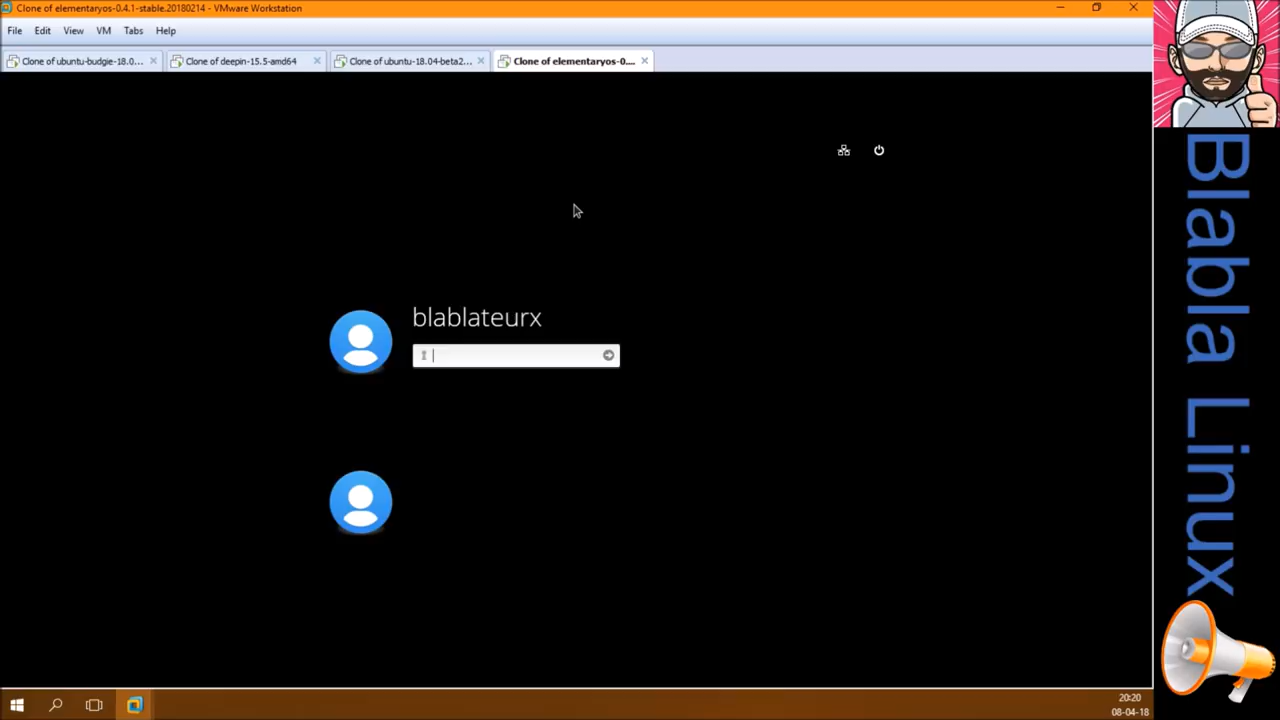 Clone of elementaryos-0.4.1-stable.20180214 - VMware Workstation
File Edit View VM Tabs Help
Clone of ubuntu-budgie-18.0... Clone of deepin-15.5-amd64 Clone of ubuntu-18.04-beta2... Clone of elementaryos-0....
blablateurx
Blabla Linux
20:20
08-04-18